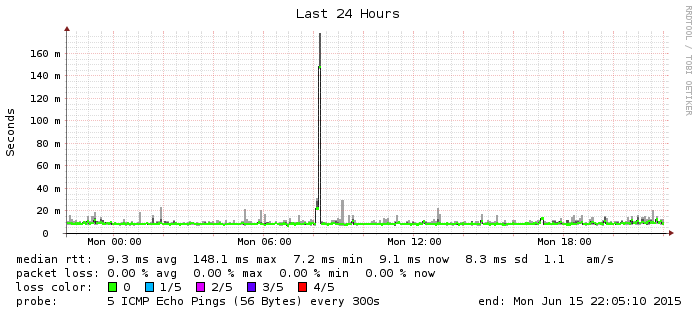 Last 24 Hours
RRDTOOL / TOBI OETIKER
Seconds
160 m
140 m
120 m
100 m
80 m
60 m
40 m
20 m
0
Mon 00:00 Mon 06:00 Mon 12:00 Mon 18:00
median rtt: 9.3 ms avg 148.1 ms max 7.2 ms min 9.1 ms now 8.3 ms sd 1.1 am/s
packet loss: 0.00 % avg 0.00 % max 0.00 % min 0.00 % now
loss color: 0 1/5 2/5 3/5 4/5
probe: 5 ICMP Echo Pings (56 Bytes) every 300s end: Mon Jun 15 22:05:10 2015